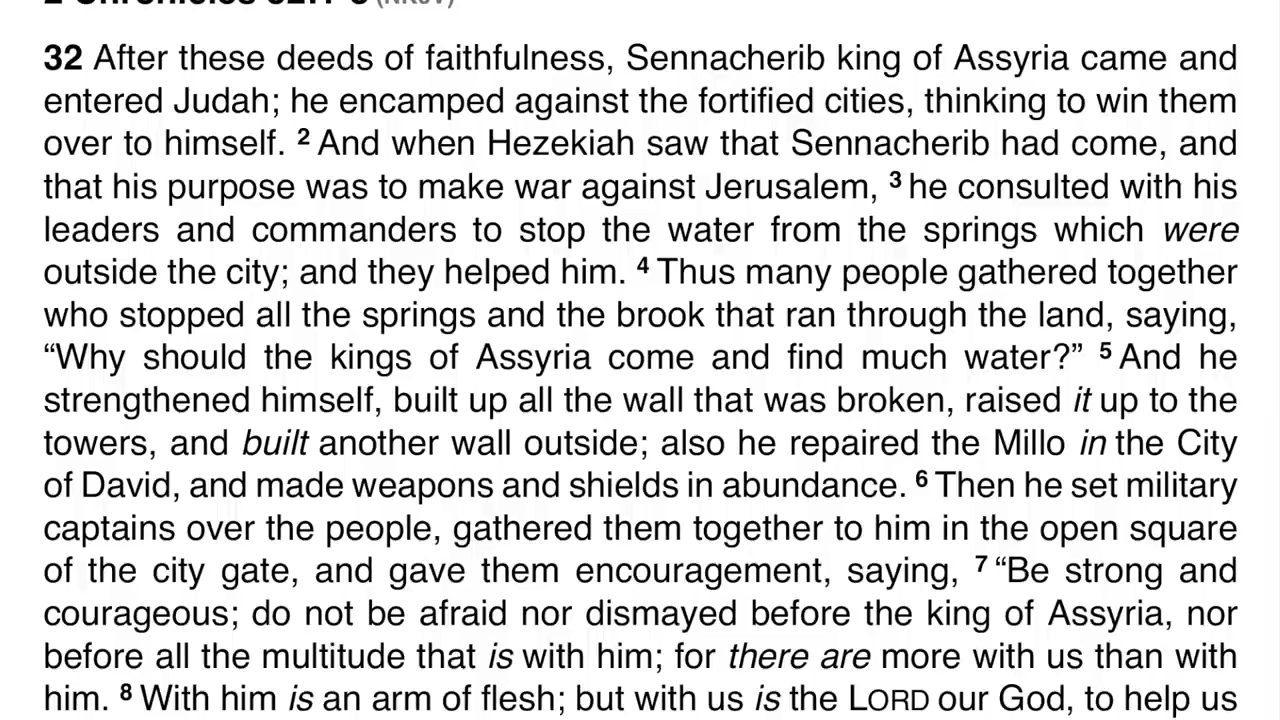 2 Chronicles 32:1-8 (NKJV)
32 After these deeds of faithfulness, Sennacherib king of Assyria came and
entered Judah; he encamped against the fortified cities, thinking to win them
over to himself. 2 And when Hezekiah saw that Sennacherib had come, and
that his purpose was to make war against Jerusalem, 3 he consulted with his
leaders and commanders to stop the water from the springs which were
outside the city; and they helped him. 4 Thus many people gathered together
who stopped all the springs and the brook that ran through the land, saying,
“Why should the kings of Assyria come and find much water?” 5 And he
strengthened himself, built up all the wall that was broken, raised it up to the
towers, and built another wall outside; also he repaired the Millo in the City
of David, and made weapons and shields in abundance. 6 Then he set military
captains over the people, gathered them together to him in the open square
of the city gate, and gave them encouragement, saying, 7 “Be strong and
courageous; do not be afraid nor dismayed before the king of Assyria, nor
before all the multitude that is with him; for there are more with us than with
him. 8 With him is an arm of flesh; but with us is the LORD our God, to help us